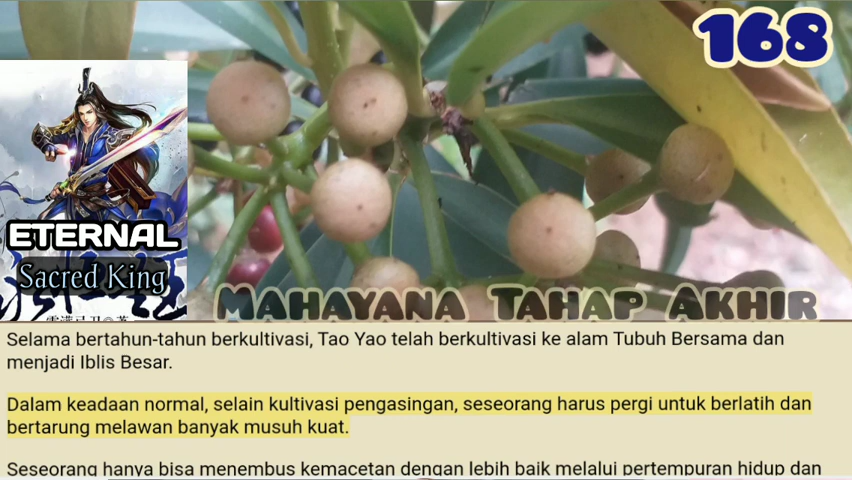 168
ETERNAL
Sacred King
MAHAYANA TAHAP AKHIR
Selama bertahun-tahun berkultivasi, Tao Yao telah berkultivasi ke alam Tubuh Bersama dan
menjadi Iblis Besar.
Dalam keadaan normal, selain kultivasi pengasingan, seseorang harus pergi untuk berlatih dan
bertarung melawan banyak musuh kuat.
Seseorang hanya bisa menembus kemacetan dengan lebih baik melalui pertempuran hidup dan